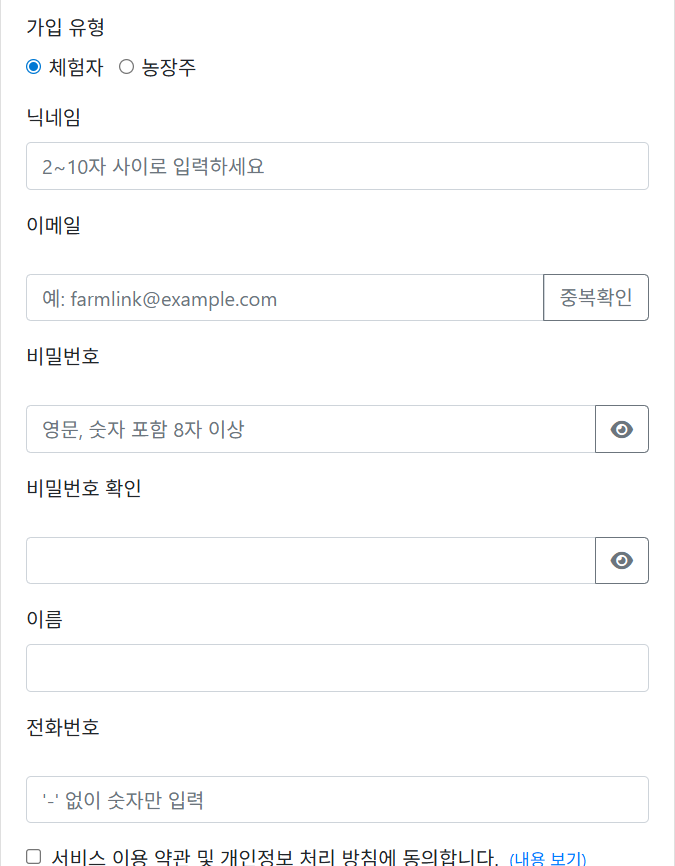 가입 유형
체험자 농장주
닉네임
2~10자 사이로 입력하세요
이메일
예: farmlink@example.com 중복확인
비밀번호
영문, 숫자 포함 8자 이상
비밀번호 확인
이름
전화번호
'-' 없이 숫자만 입력
서비스 이용 약관 및 개인정보 처리 방침에 동의합니다. (내용 보기)